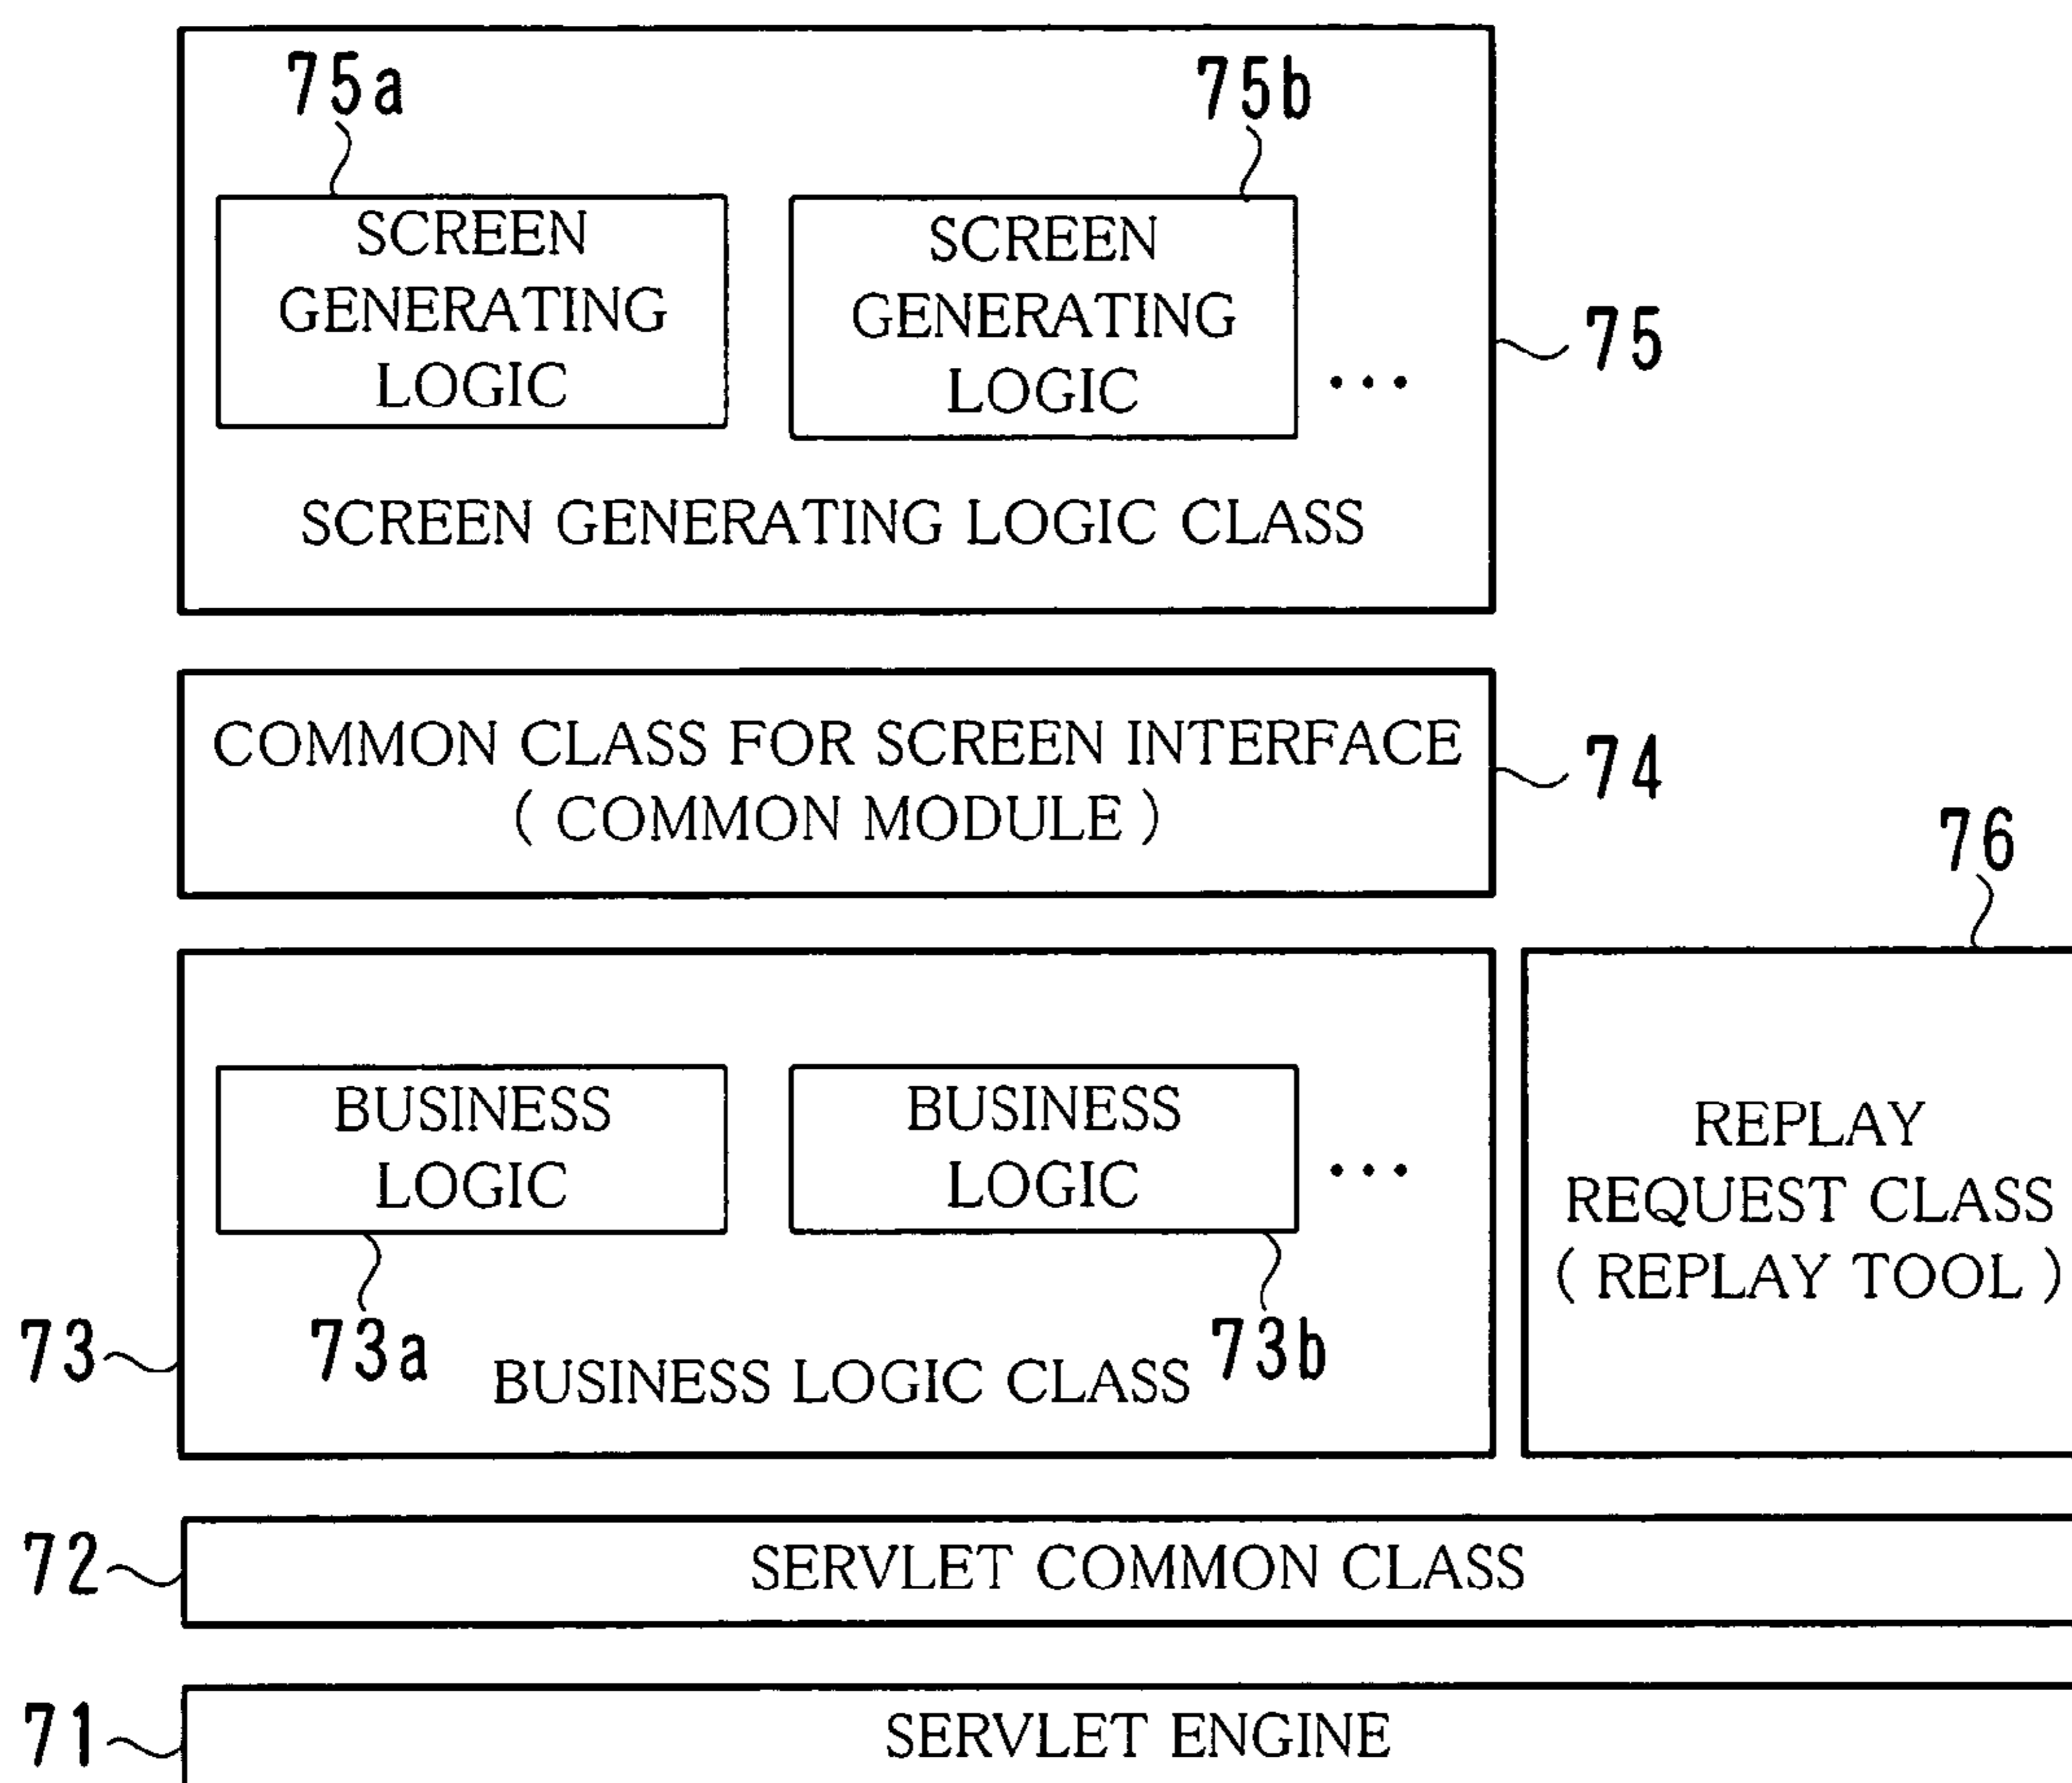 75a
75b
SCREEN
GENERATING
LOGIC
SCREEN
GENERATING
LOGIC
...
75
SCREEN GENERATING LOGIC CLASS
COMMON CLASS FOR SCREEN INTERFACE
( COMMON MODULE )
74
76
BUSINESS
LOGIC
BUSINESS
LOGIC
...
REPLAY
REQUEST CLASS
( REPLAY TOOL )
73
73a
73b
BUSINESS LOGIC CLASS
72
SERVLET COMMON CLASS
71
SERVLET ENGINE